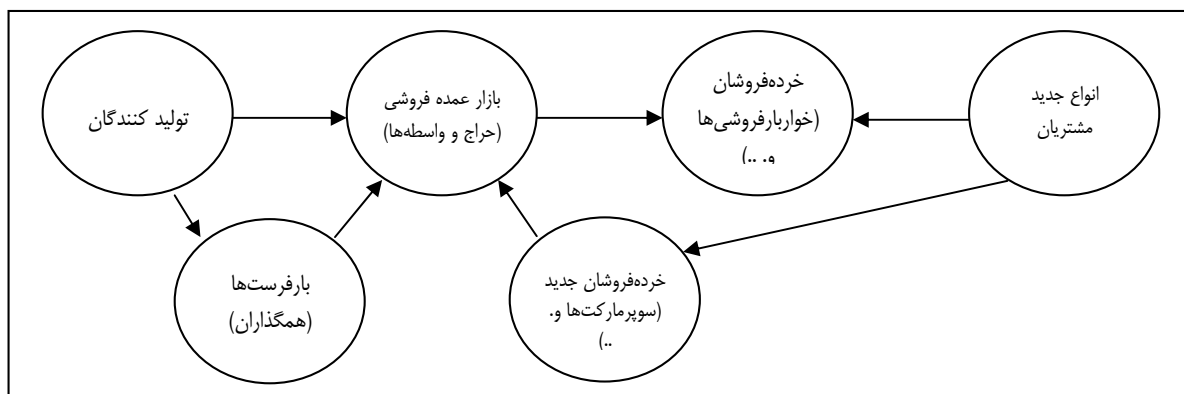 تولید کنندگان
بازار عمده فروشی
(حراج و واسطه‌ها)
خرده‌فروشان
(خواربارفروشی‌ها
و. ..)
انواع جدید
مشتریان
بارفرست‌ها
(همگذاران)
خرده‌فروشان جدید
(سوپرمارکت‌ها و.
..)